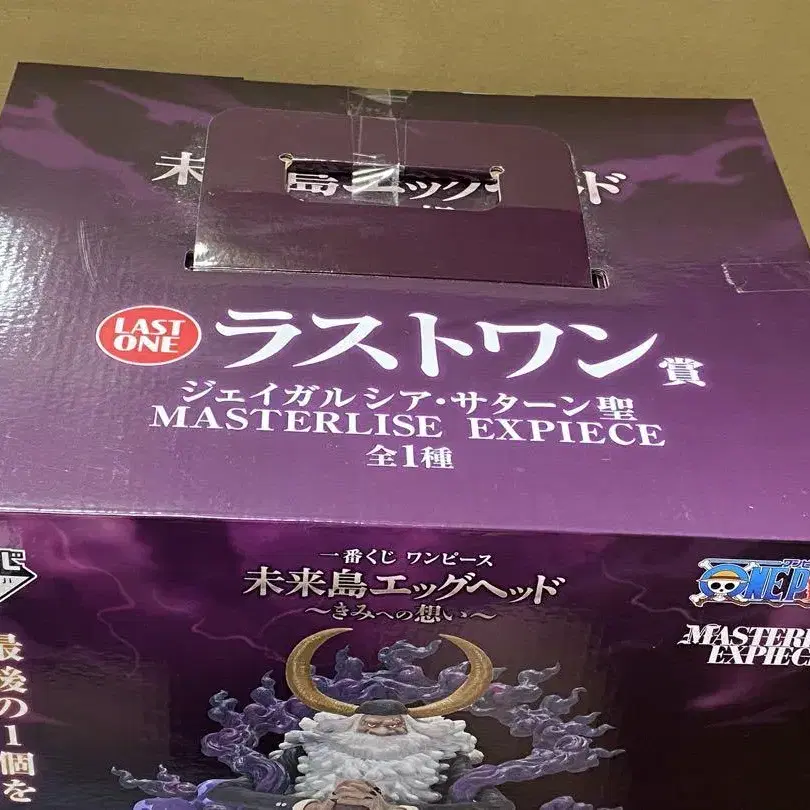 未 島エッグヘッド
LAST ONE
ラストワン賞
ジェイガルシア・サターン聖
MASTERLISE EXPIECE
全1種
一番くじ ワンピース
未来島エッグヘッド
～きみへの想い～
ONE P
MASTERL
EXPIECE
最後の1個を